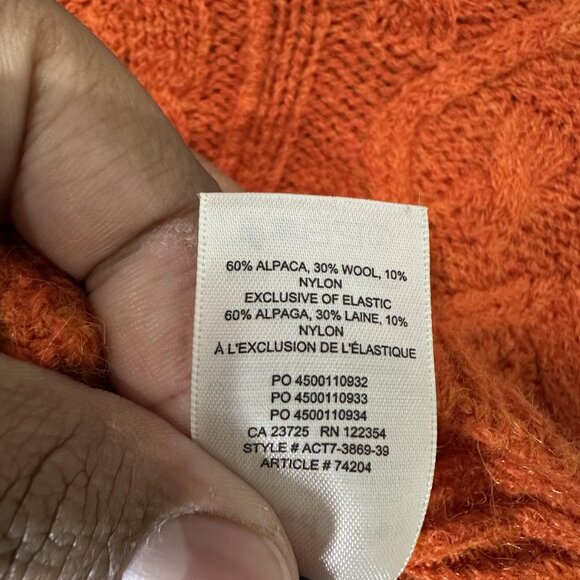 60% ALPACA, 30% WOOL, 10%
NYLON
EXCLUSIVE OF ELASTIC
60% ALPAGA, 30% LAINE, 10%
NYLON
À L'EXCLUSION DE L'ÉLASTIQUE
PO 4500110932
PO 4500110933
PO 4500110934
CA 23725 RN 122354
STYLE # ACT7-3869-39
ARTICLE # 74204